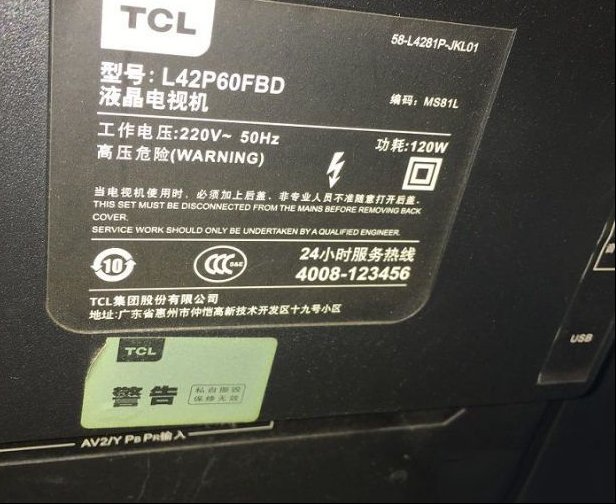 TCL
58-L4281P-JKL01
型号: L42P60FBD
液晶电视机
编码: MS81L
工作电压:220V~ 50Hz
功耗:120W
高压危险(WARNING)
当电视机使用时, 必须加上后盖, 非专业人员不准随意打开后盖.
THIS SET MUST BE DISCONNECTED FROM THE MAINS BEFORE REMOVING BACK
COVER.
SERVICE WORK SHOULD ONLY BE UNDERTAKEN BY A QUALIFIED ENGINEER.
10
CCC S&E
24小时服务热线
4008-123456
TCL集团股份有限公司
地址:广东省惠州市仲恺高新技术开发区十九号小区
TCL
警告
私自撕毁
保修无效
USB
AV2/Y PB PR输入